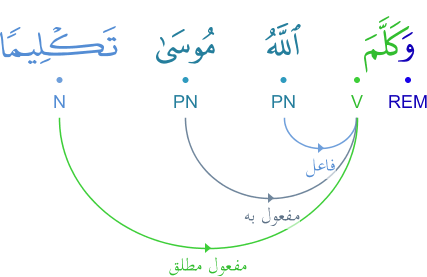 وَكَلَّمَ ٱللَّهُ مُوسَىٰ تَكْلِيمًا
REM V PN PN N
فاعل
مفعول به
مفعول مطلق